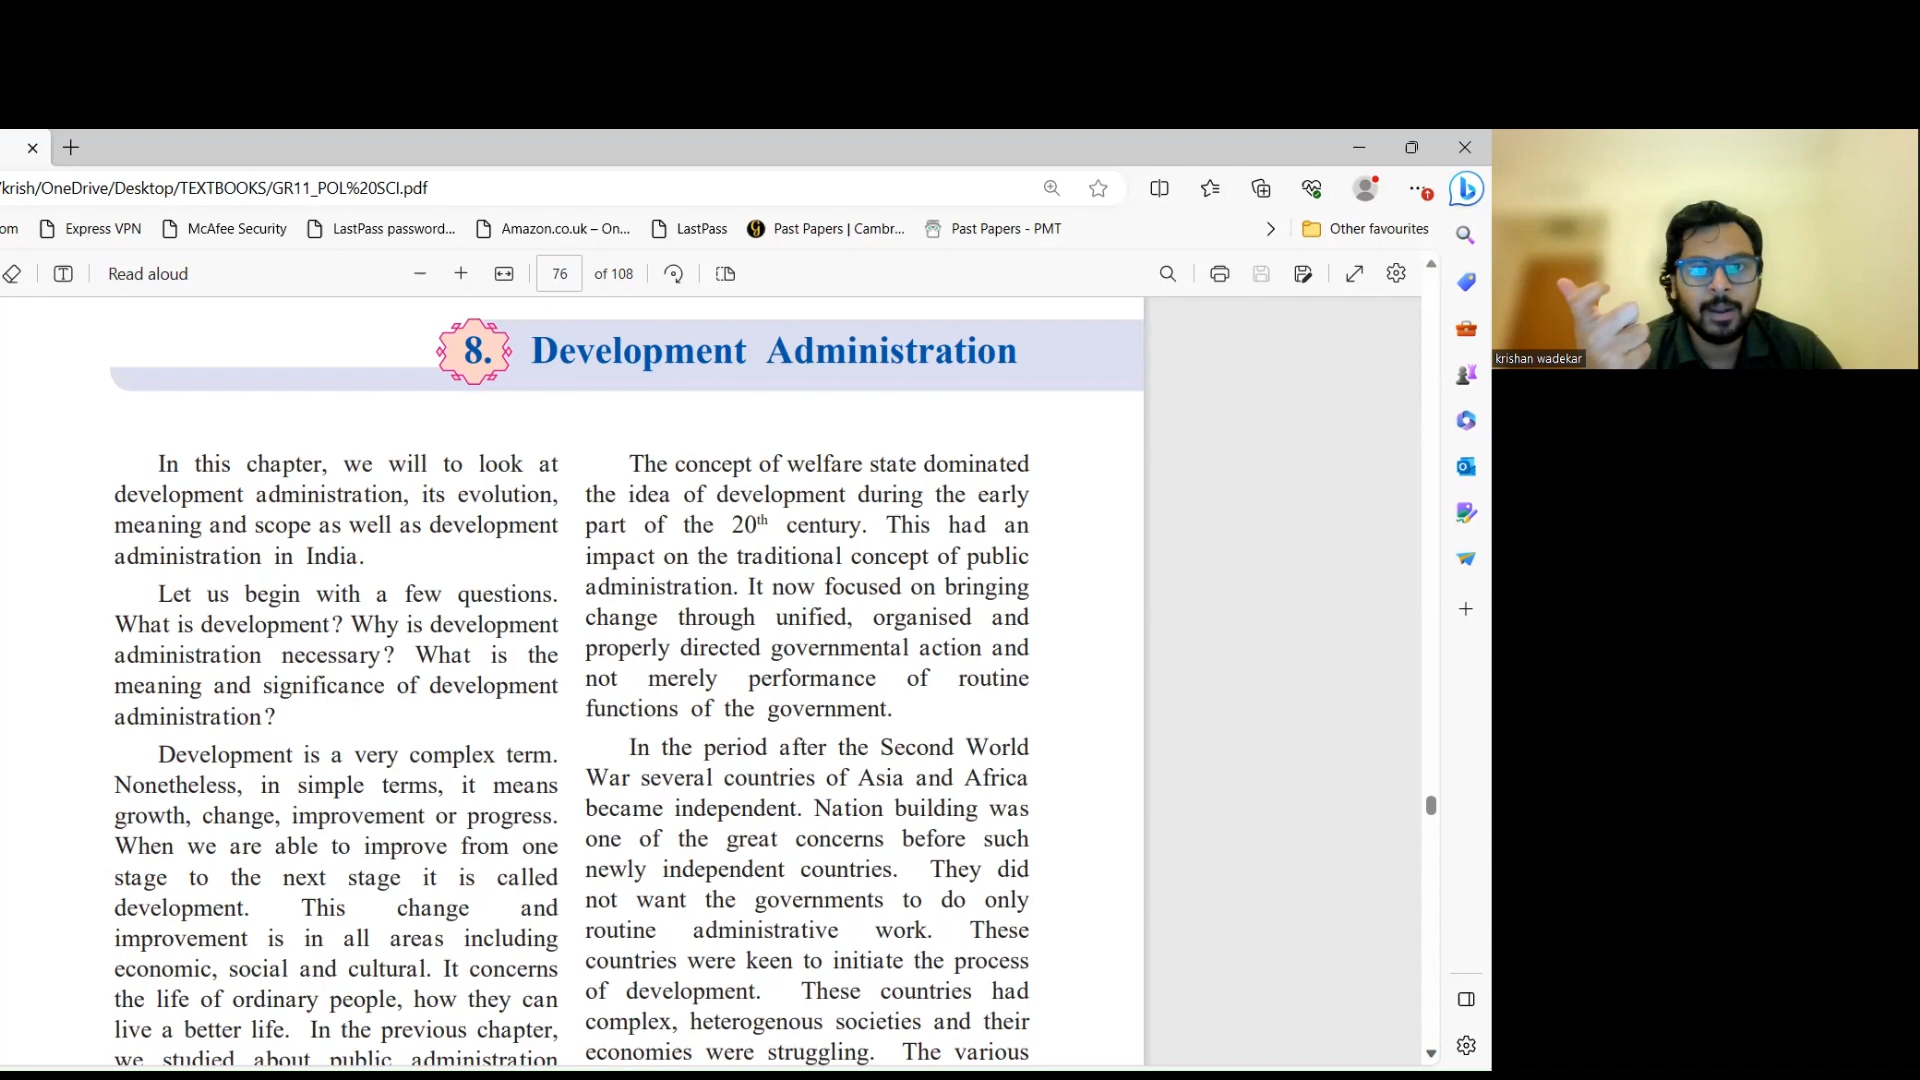 /krish/OneDrive/Desktop/TEXTBOOKS/GR11_POL%20SCI.pdf
om
Express VPN
McAfee Security
LastPass password...
Amazon.co.uk – On...
LastPass
Past Papers | Cambr...
Past Papers - PMT
Other favourites
Read aloud
76
of 108
krishan wadekar
8. Development Administration
In this chapter, we will to look at
development administration, its evolution,
meaning and scope as well as development
administration in India.
Let us begin with a few questions.
What is development? Why is development
administration necessary? What is the
meaning and significance of development
administration?
Development is a very complex term.
Nonetheless, in simple terms, it means
growth, change, improvement or progress.
When we are able to improve from one
stage to the next stage it is called
development. This change and
improvement is in all areas including
economic, social and cultural. It concerns
the life of ordinary people, how they can
live a better life. In the previous chapter,
we studied about public administration
The concept of welfare state dominated
the idea of development during the early
part of the 20th century. This had an
impact on the traditional concept of public
administration. It now focused on bringing
change through unified, organised and
properly directed governmental action and
not merely performance of routine
functions of the government.
In the period after the Second World
War several countries of Asia and Africa
became independent. Nation building was
one of the great concerns before such
newly independent countries. They did
not want the governments to do only
routine administrative work. These
countries were keen to initiate the process
of development. These countries had
complex, heterogenous societies and their
economies were struggling. The various